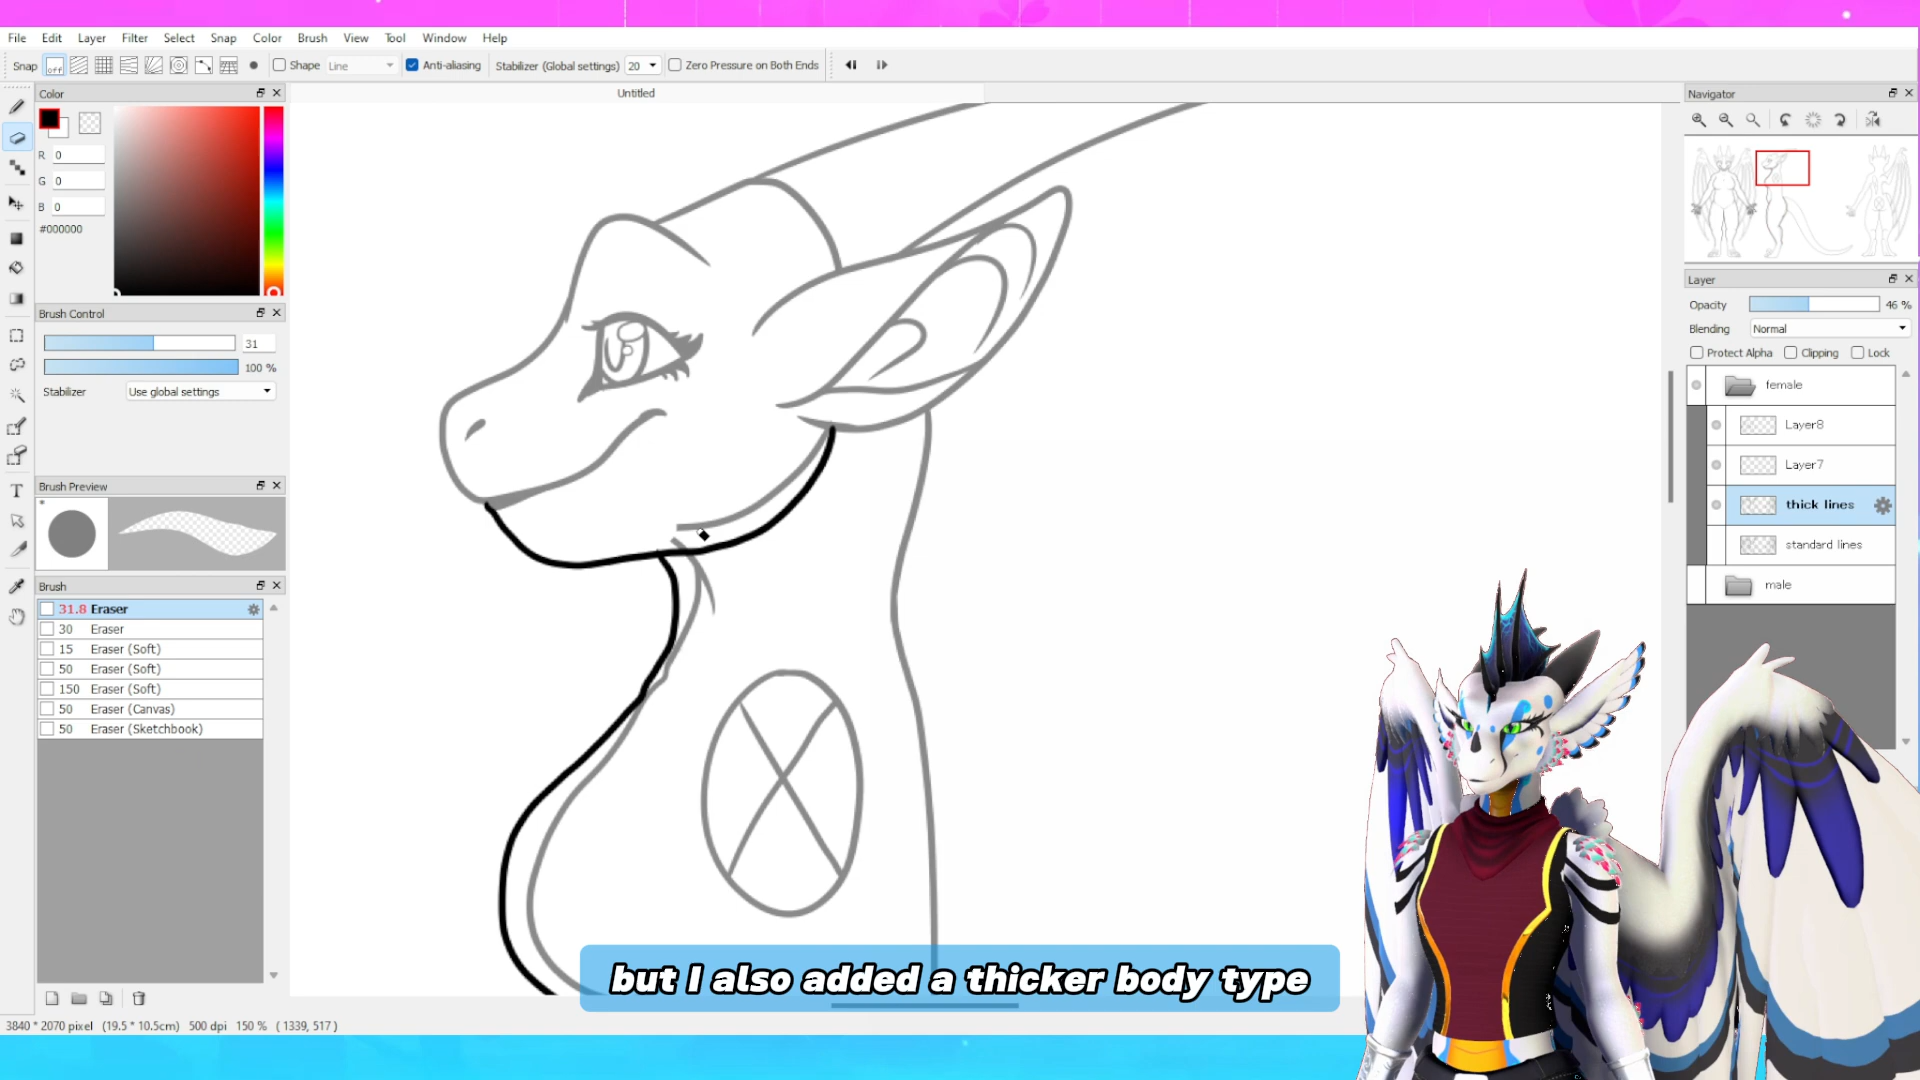 File Edit Layer Filter Select Snap Color Brush View Tool Window Help
Snap off Shape Line Anti-aliasing Stabilizer (Global settings) 20 Zero Pressure on Both Ends
Color
Untitled
Navigator
R 0
G 0
B 0
#000000
Brush Control
31
100 %
Stabilizer Use global settings
Brush Preview
*
Brush
31.8 Eraser
30 Eraser
15 Eraser (Soft)
50 Eraser (Soft)
150 Eraser (Soft)
50 Eraser (Canvas)
50 Eraser (Sketchbook)
Layer
Opacity 46 %
Blending Normal
Protect Alpha Clipping Lock
female
Layer8
Layer7
thick lines
standard lines
male
but I also added a thicker body type
3840 * 2070 pixel (19.5 * 10.5cm) 500 dpi 150 % ( 1339, 517 )